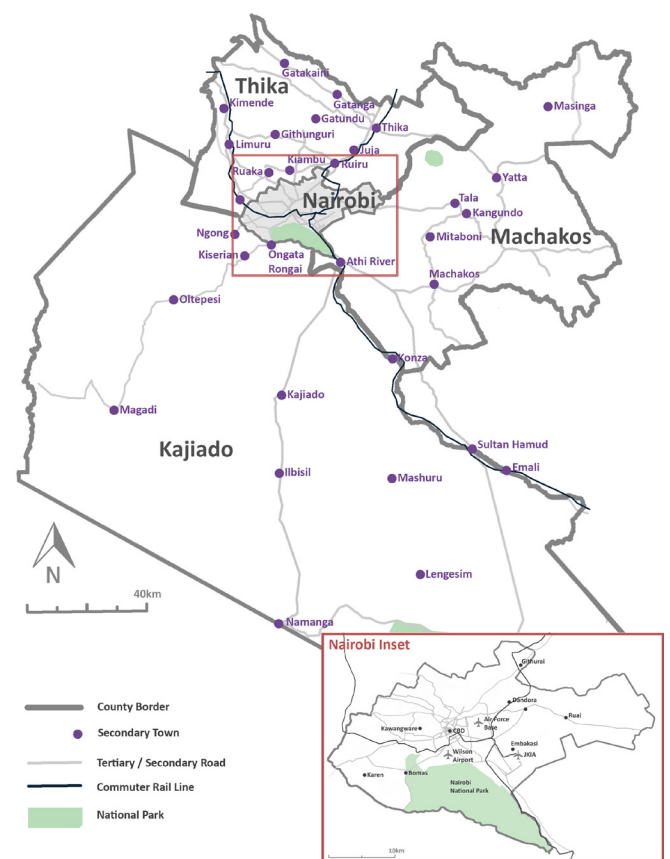 Gatakaini
Thika
Kimende
Gatanga
Masinga
Gatundu
Thika
Githunguri
Limuru
Juja
Kiambu
Ruiru
Ruaka
Yatta
Nairobi
Tala
Kangundo
Ngong
Mitaboni
Machakos
Kiserian
Ongata
Rongai
Athi River
Machakos
Oltepesi
Konza
Kajiado
Magadi
Kajiado
Sultan Hamud
Emali
Ilbisil
Mashuru
N
40km
Lengesim
Namanga
Nairobi Inset
Githurai
Dandora
Ruai
Air Force
Base
Kawangware
CBD
Embakasi
JKIA
Wilson
Airport
Karen
Bomas
Nairobi
National Park
10km
County Border
Secondary Town
Tertiary / Secondary Road
Commuter Rail Line
National Park